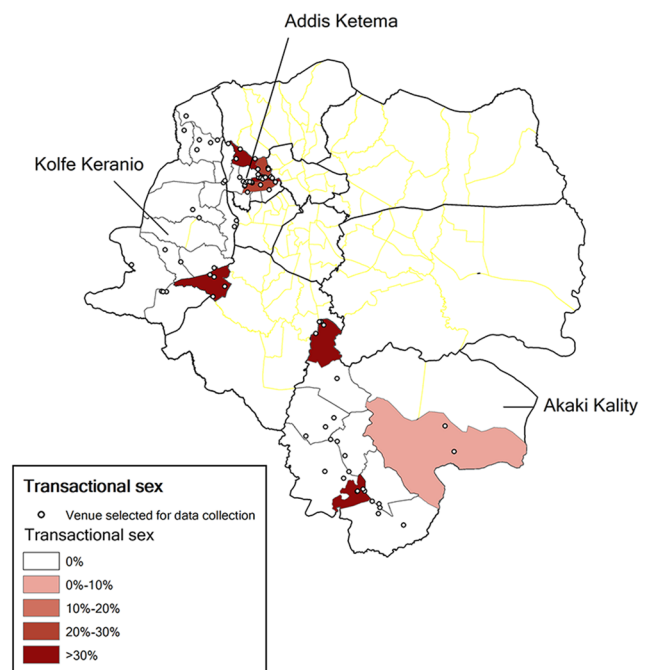 Addis Ketema
Kolfe Keranio
Akaki Kality
Transactional sex
Venue selected for data collection
Transactional sex
0%
0%-10%
10%-20%
20%-30%
>30%